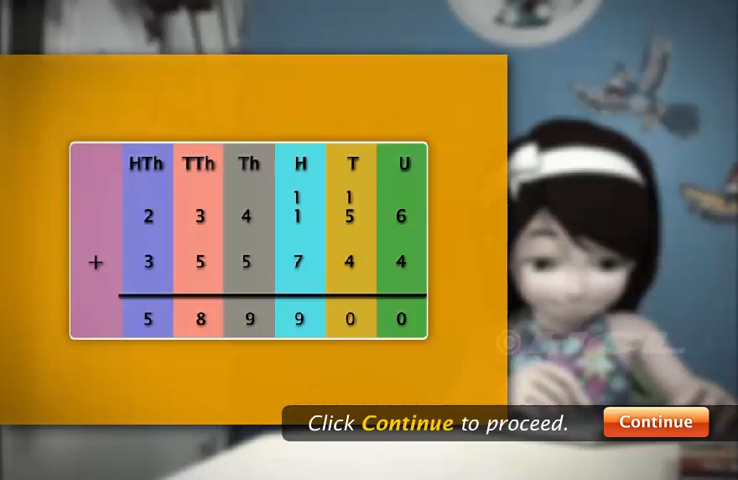 HTh TTh Th H T U
1 1
2 3 4 1 5 6
+ 3 5 5 7 4 4
5 8 9 9 0 0
Click Continue to proceed.
Continue